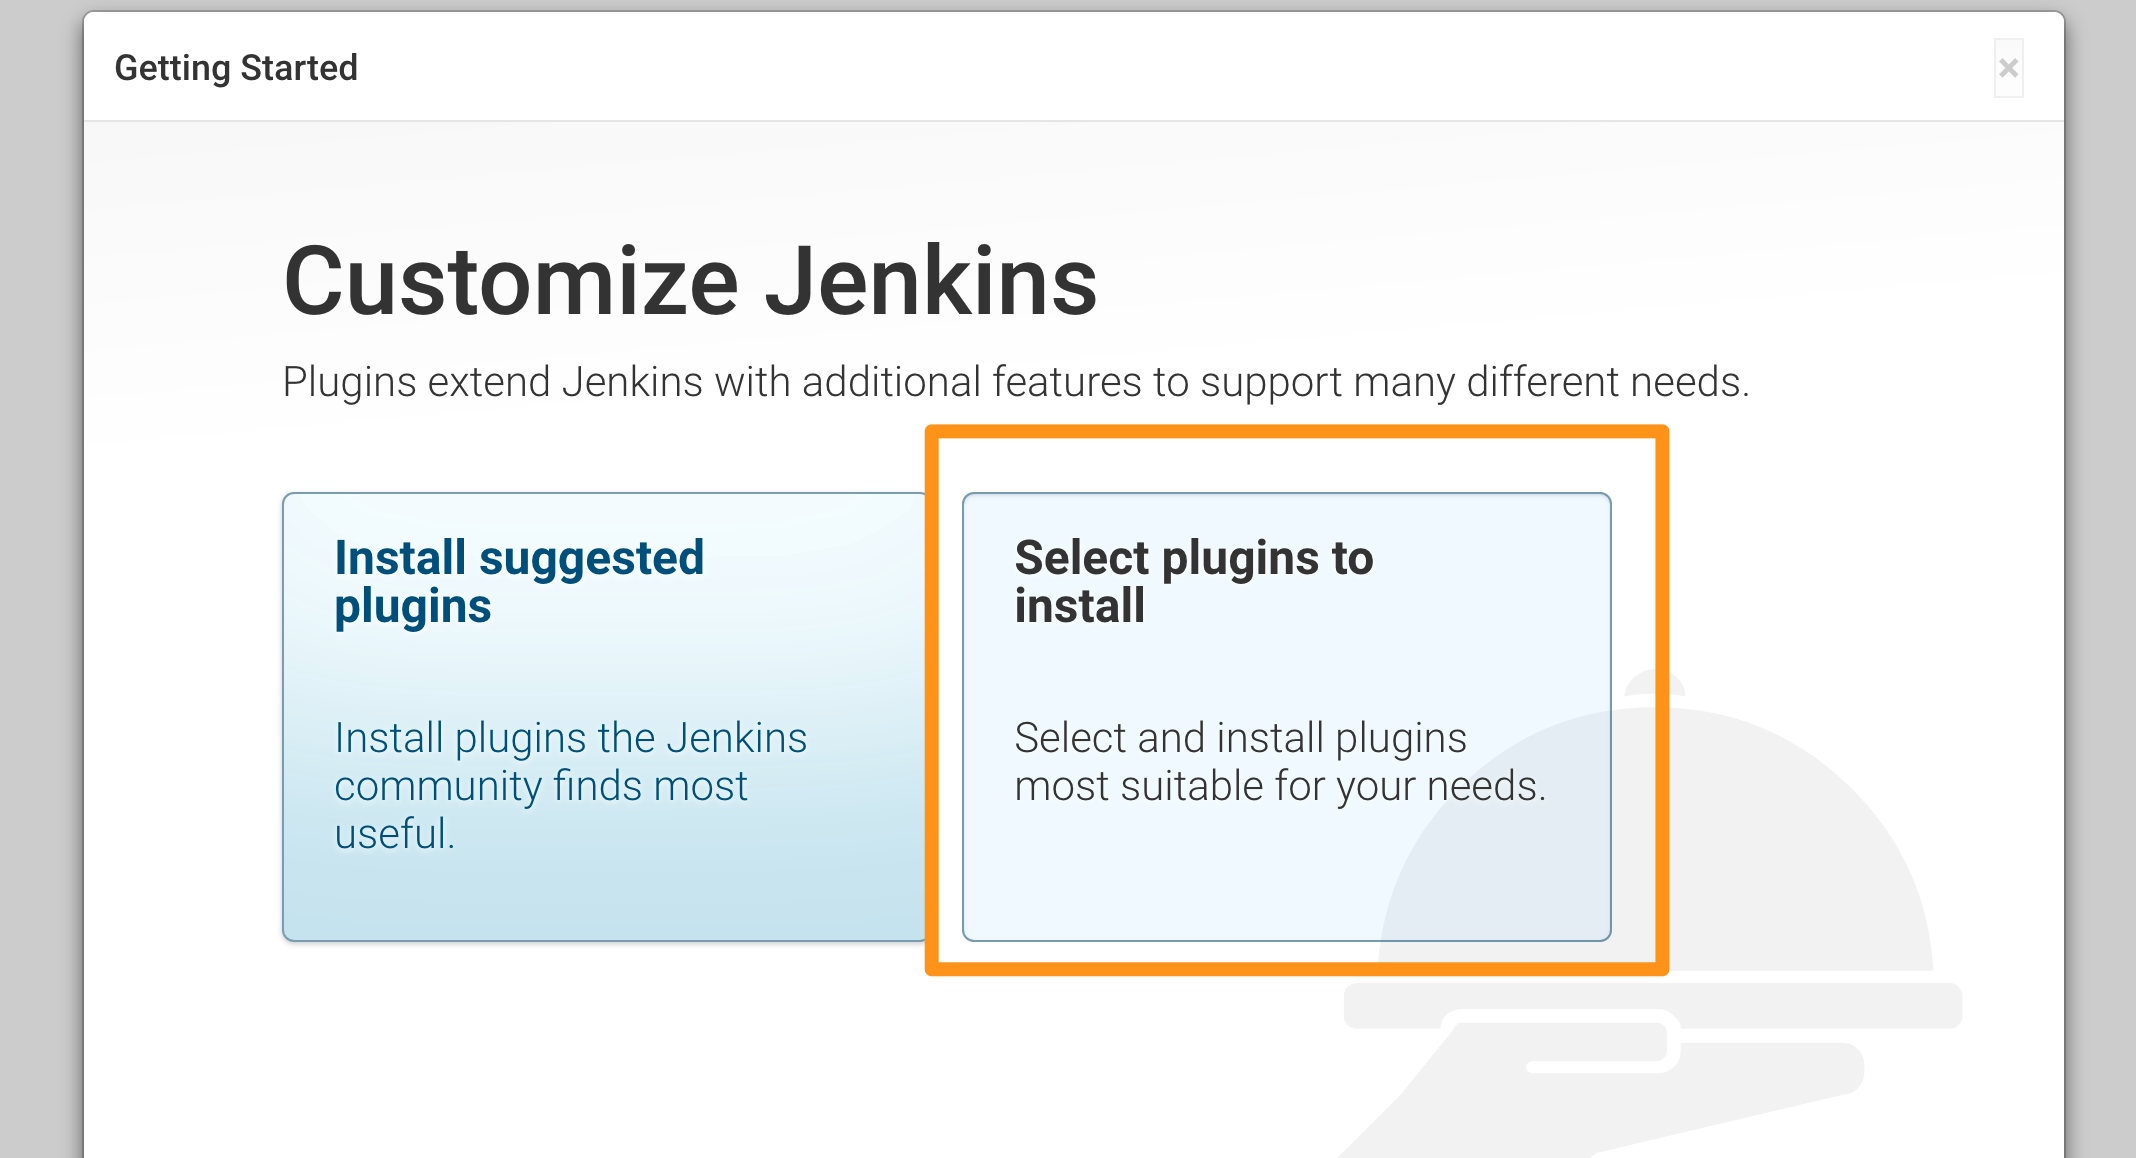 Getting Started
×
Customize Jenkins
Plugins extend Jenkins with additional features to support many different needs.
Install suggested
plugins
Install plugins the Jenkins
community finds most
useful.
Select plugins to
install
Select and install plugins
most suitable for your needs.